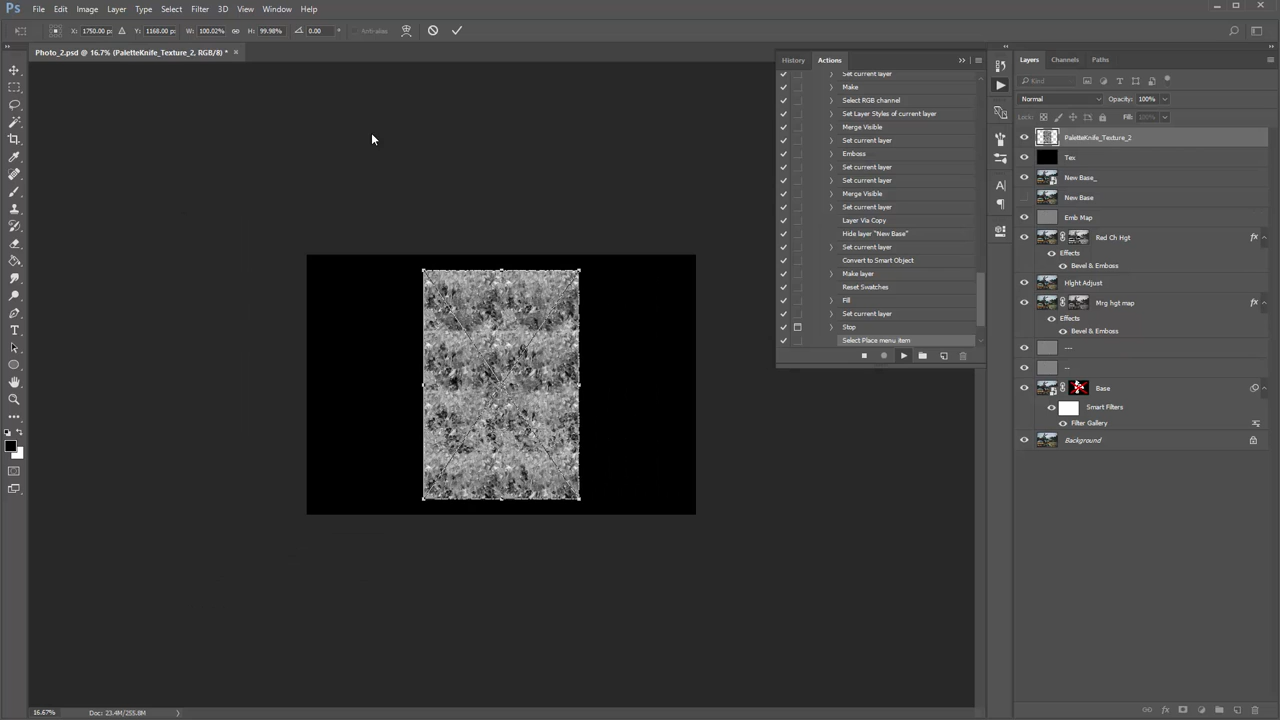 Ps File Edit Image Layer Type Select Filter 3D View Window Help
X: 1750.00 px Y: 1168.00 px W: 100.02% H: 99.98% 0.00 ° Anti-alias
Photo_2.psd @ 16.7% (PaletteKnife_Texture_2, RGB/8) * ×
History Actions
Set current layer
Make
Select RGB channel
Set Layer Styles of current layer
Merge Visible
Set current layer
Emboss
Set current layer
Set current layer
Merge Visible
Set current layer
Layer Via Copy
Hide layer "New Base"
Set current layer
Convert to Smart Object
Make layer
Reset Swatches
Fill
Set current layer
Stop
Select Place menu item
Layers Channels Paths
Kind
Normal Opacity: 100%
Lock: Fill: 100%
PaletteKnife_Texture_2
Tex
New Base_
New Base
Emb Map
Red Ch Hgt fx
Effects
Bevel & Emboss
Hight Adjust
Mrg hgt map fx
Effects
Bevel & Emboss
---
--
Base
Smart Filters
Filter Gallery
Background
16.67% Doc: 23.4M/255.8M